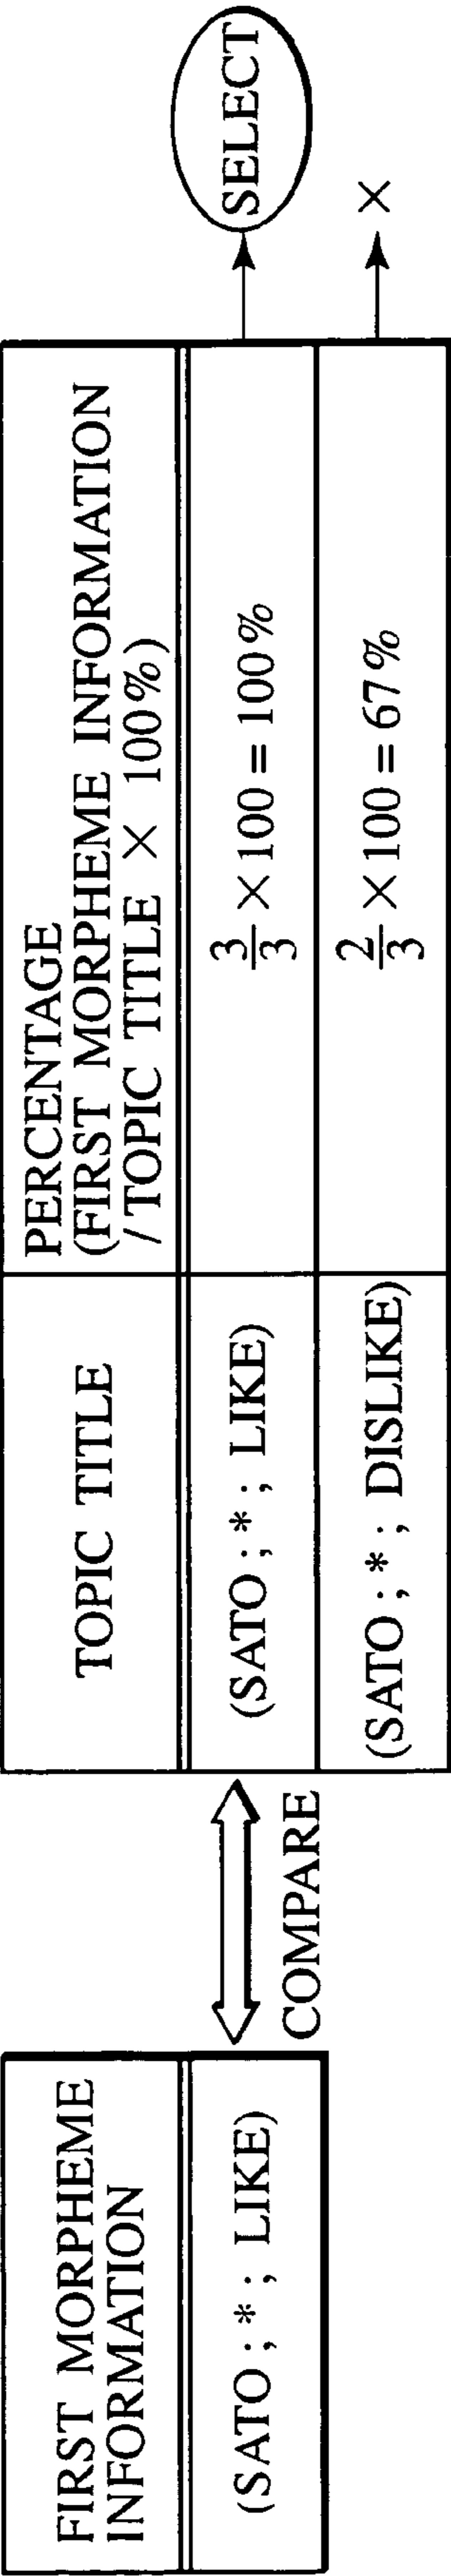 FIRST MORPHEME
INFORMATION
(SATO ; * ; LIKE)
COMPARE
TOPIC TITLE
PERCENTAGE
(FIRST MORPHEME INFORMATION
/ TOPIC TITLE × 100%)
(SATO ; * ; LIKE)
3/3 × 100 = 100%
SELECT
(SATO ; * ; DISLIKE)
2/3 × 100 = 67%
×